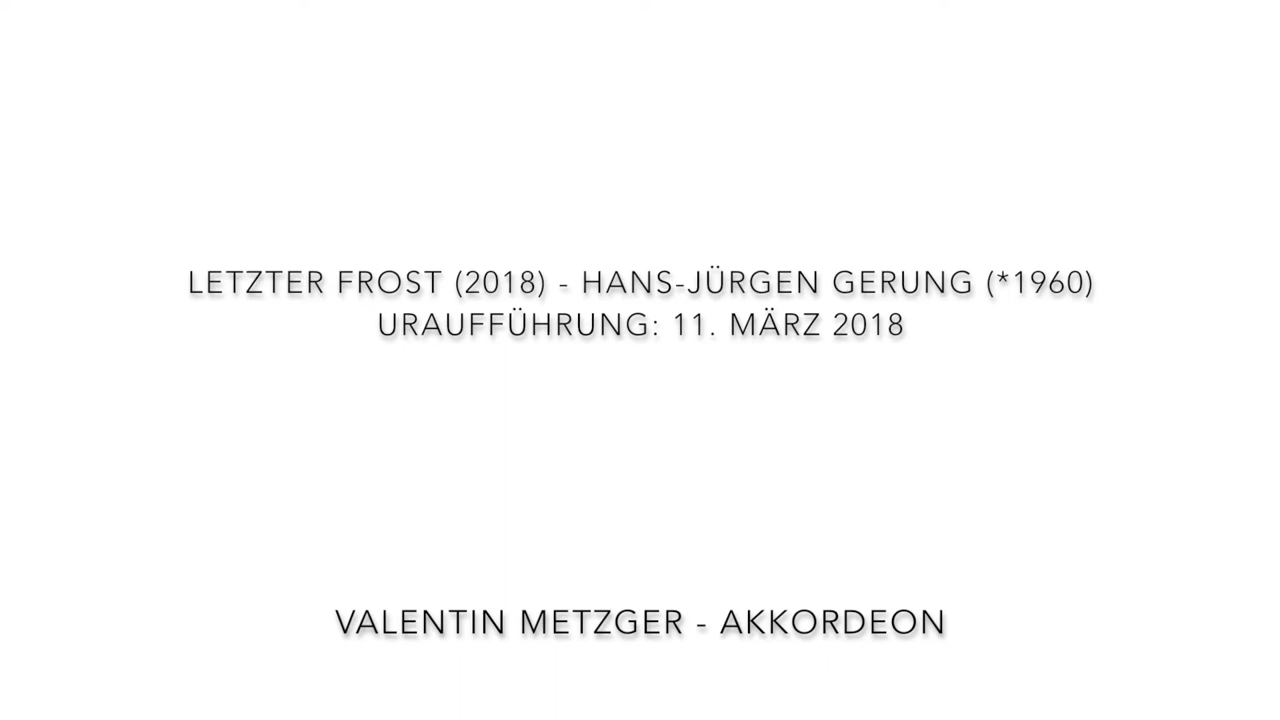 LETZTER FROST (2018) - HANS-JÜRGEN GERUNG (*1960)
URAUFFÜHRUNG: 11. MÄRZ 2018
VALENTIN METZGER - AKKORDEON